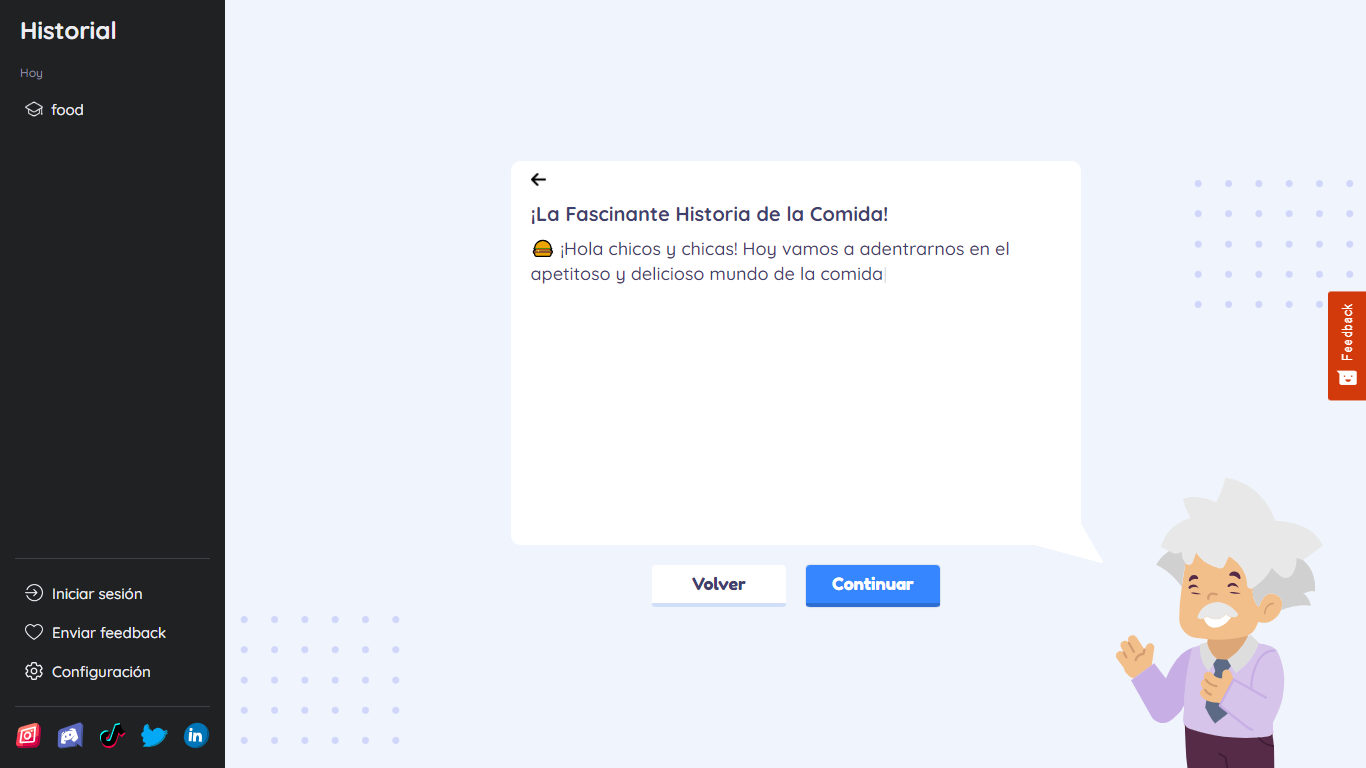 Historial
Hoy
food
¡La Fascinante Historia de la Comida!
🍔 ¡Hola chicos y chicas! Hoy vamos a adentrarnos en el
apetitoso y delicioso mundo de la comida
Volver
Continuar
Feedback
Iniciar sesión
Enviar feedback
Configuración
in